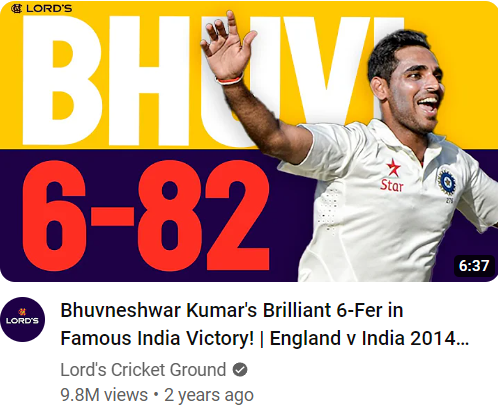 LORD'S
BHUVI
6-82
Star
6:37
LORD'S
Bhuvneshwar Kumar's Brilliant 6-Fer in
Famous India Victory! | England v India 2014...
Lord's Cricket Ground
9.8M views • 2 years ago